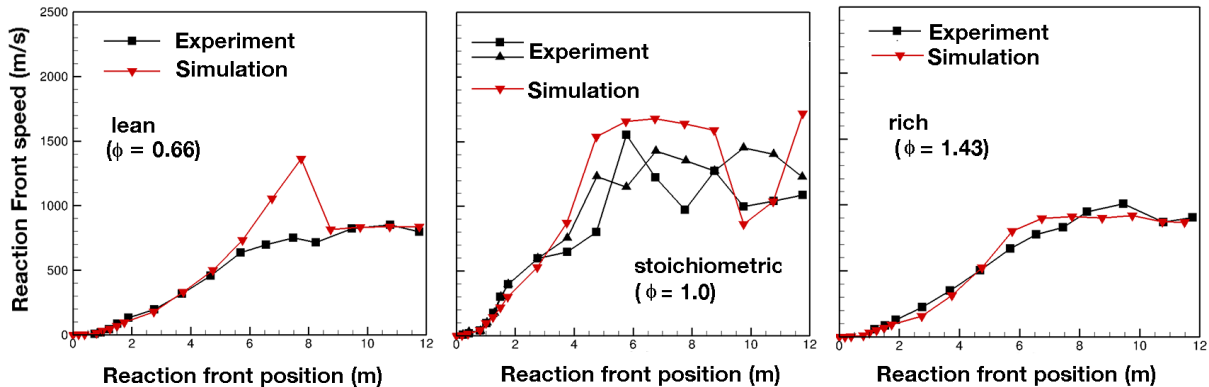 Reaction Front speed (m/s)
2500
2000
1500
1000
500
0
Experiment
Simulation
lean
(ϕ = 0.66)
0 2 4 6 8 10 12
Reaction front position (m)
Experiment
Simulation
stoichiometric
(ϕ = 1.0)
0 2 4 6 8 10 12
Reaction front position (m)
Experiment
Simulation
rich
(ϕ = 1.43)
0 2 4 6 8 10 12
Reaction front position (m)